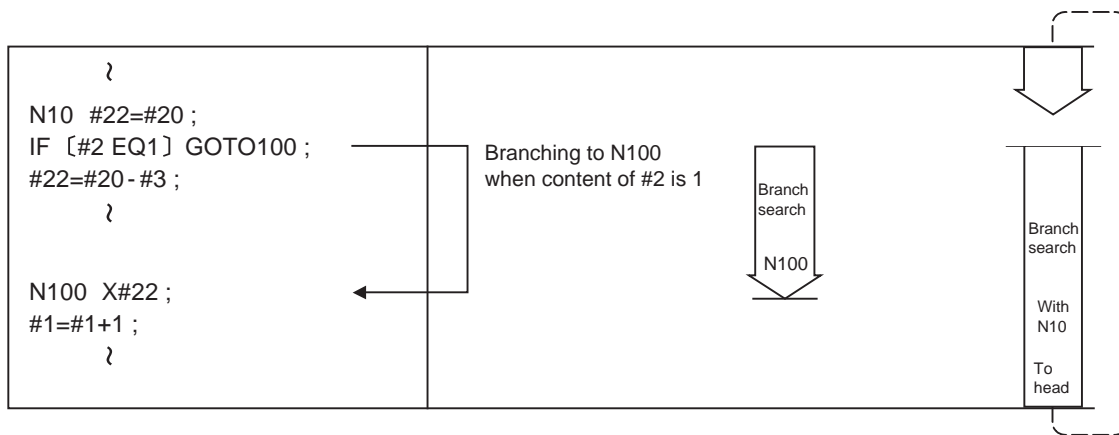 ~
N10 #22=#20 ;
IF〔#2 EQ1〕GOTO100 ;
#22=#20 - #3 ;
~
N100 X#22 ;
#1=#1+1 ;
~
Branching to N100
when content of #2 is 1
Branch
search
N100
Branch
search
With
N10
To
head